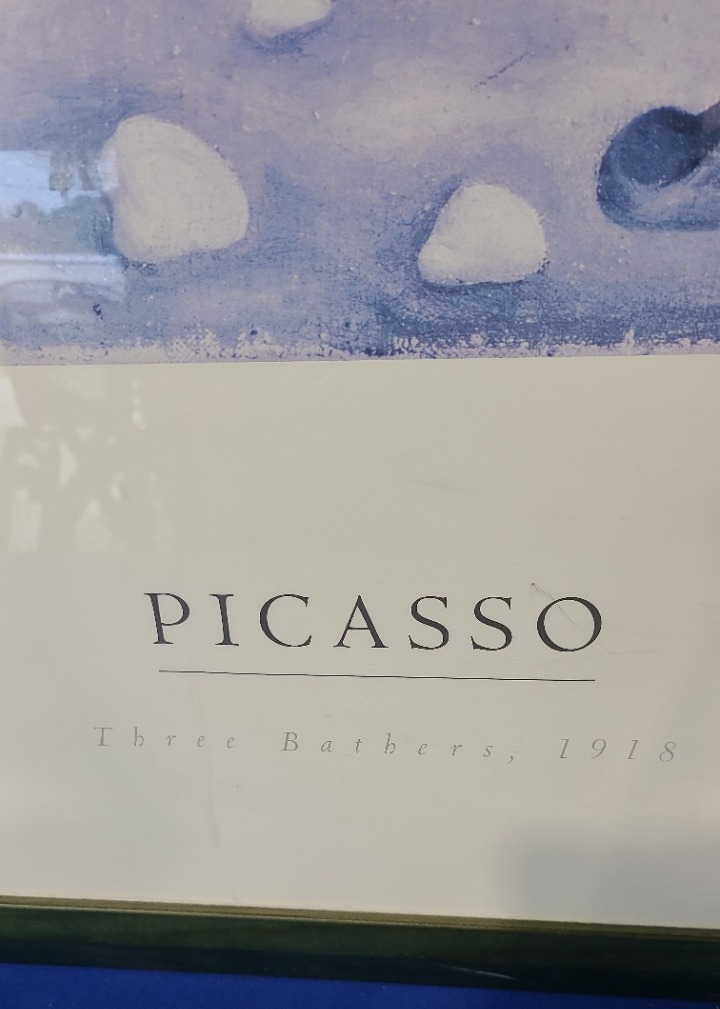 PICASSO
Three Bathers, 1918